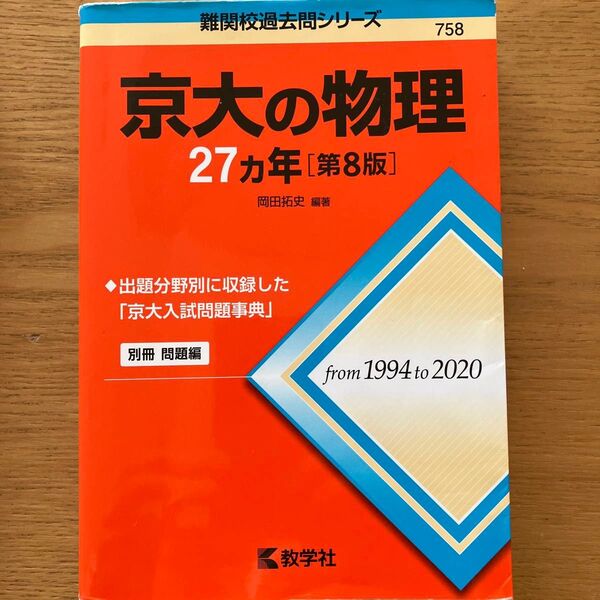 難関校過去問シリーズ
758
京大の物理
27ヵ年[第8版]
岡田拓史 編著
◆出題分野別に収録した
「京大入試問題事典」
別冊 問題編
from 1994 to 2020
教学社